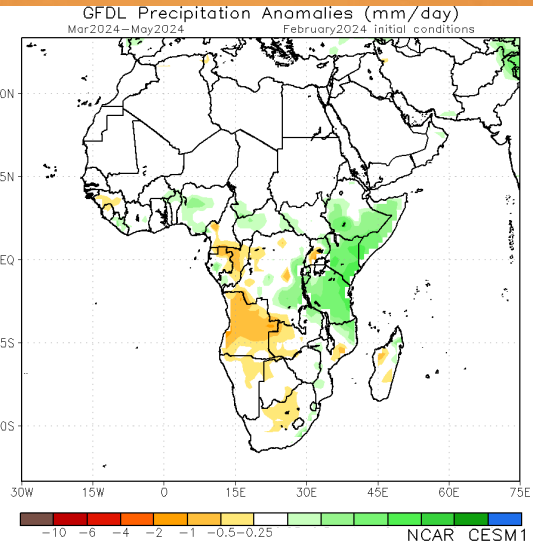 GFDL Precipitation Anomalies (mm/day)
Mar2024-May2024 February2024 initial conditions
0N
5N
EQ
5S
0S
30W 15W 0 15E 30E 45E 60E 75E
-10 -6 -4 -2 -1 -0.5-0.25
NCAR CESM1